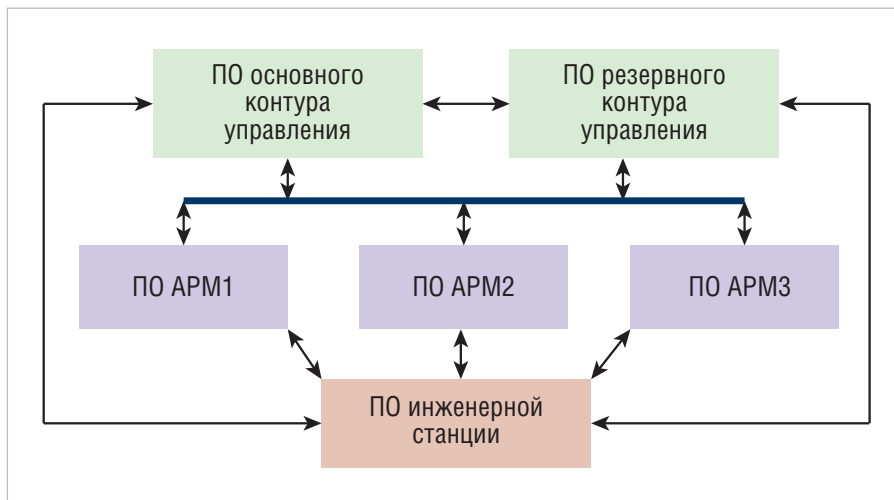 ПО основного
контура
управления
ПО резервного
контура
управления
ПО АРМ1
ПО АРМ2
ПО АРМ3
ПО инженерной
станции